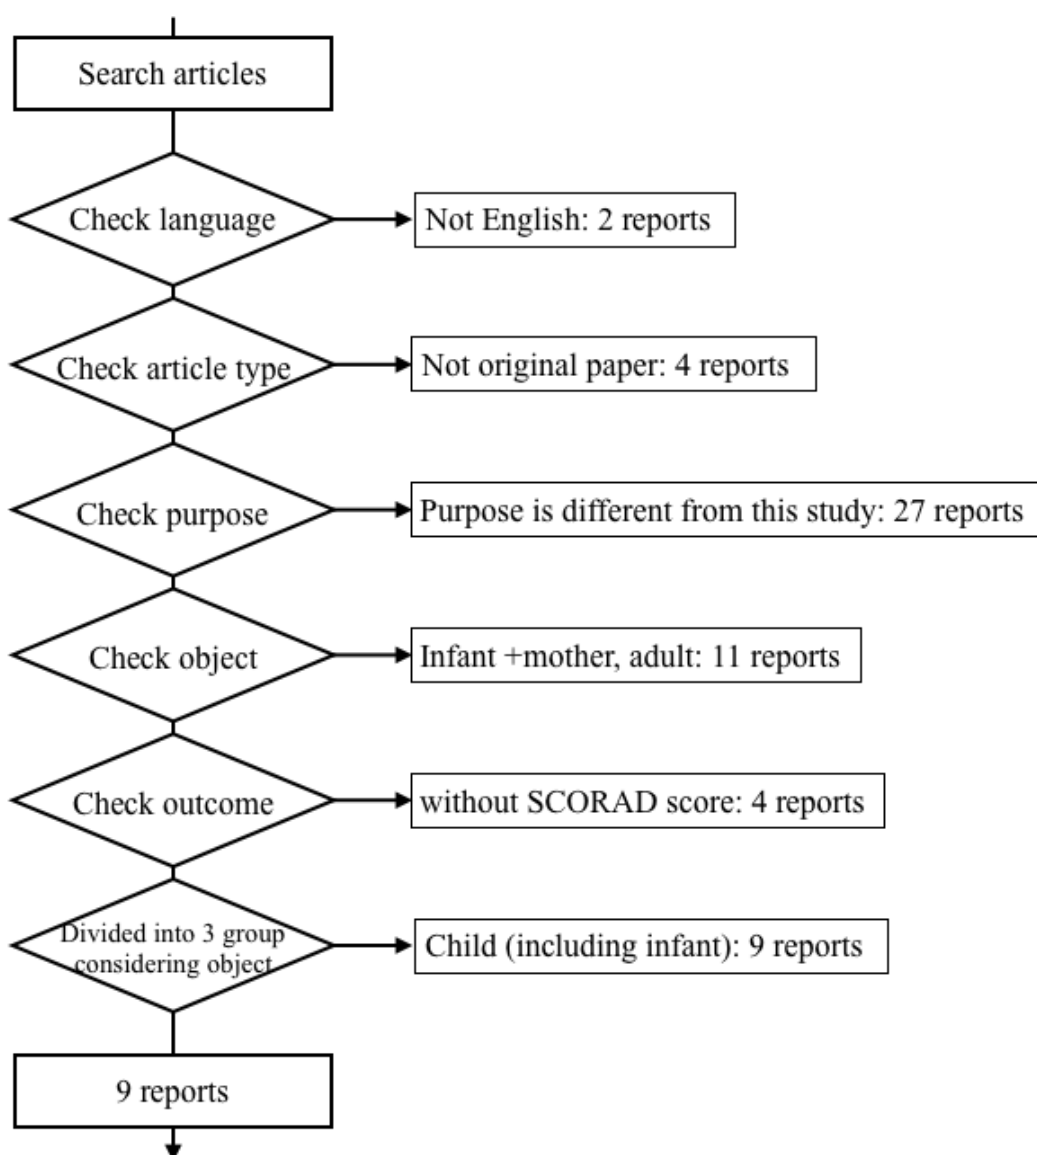 Search articles
Check language
Not English: 2 reports
Check article type
Not original paper: 4 reports
Check purpose
Purpose is different from this study: 27 reports
Check object
Infant +mother, adult: 11 reports
Check outcome
without SCORAD score: 4 reports
Divided into 3 group
considering object
Child (including infant): 9 reports
9 reports